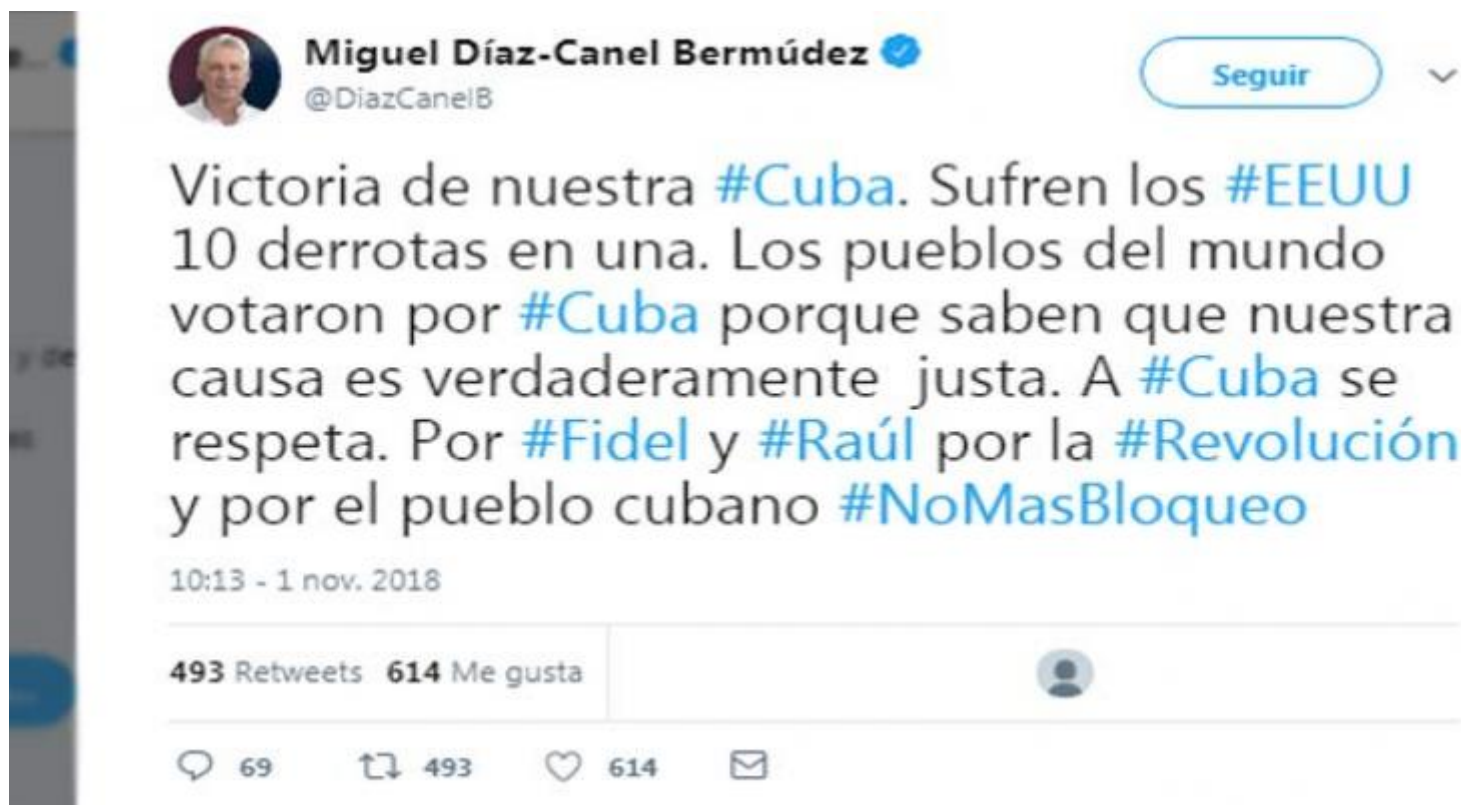 Miguel Díaz-Canel Bermúdez
@DiazCanelB
Seguir
Victoria de nuestra #Cuba. Sufren los #EEUU
10 derrotas en una. Los pueblos del mundo
votaron por #Cuba porque saben que nuestra
causa es verdaderamente justa. A #Cuba se
respeta. Por #Fidel y #Raúl por la #Revolución
y por el pueblo cubano #NoMasBloqueo
10:13 - 1 nov. 2018
493 Retweets 614 Me gusta
69 493 614